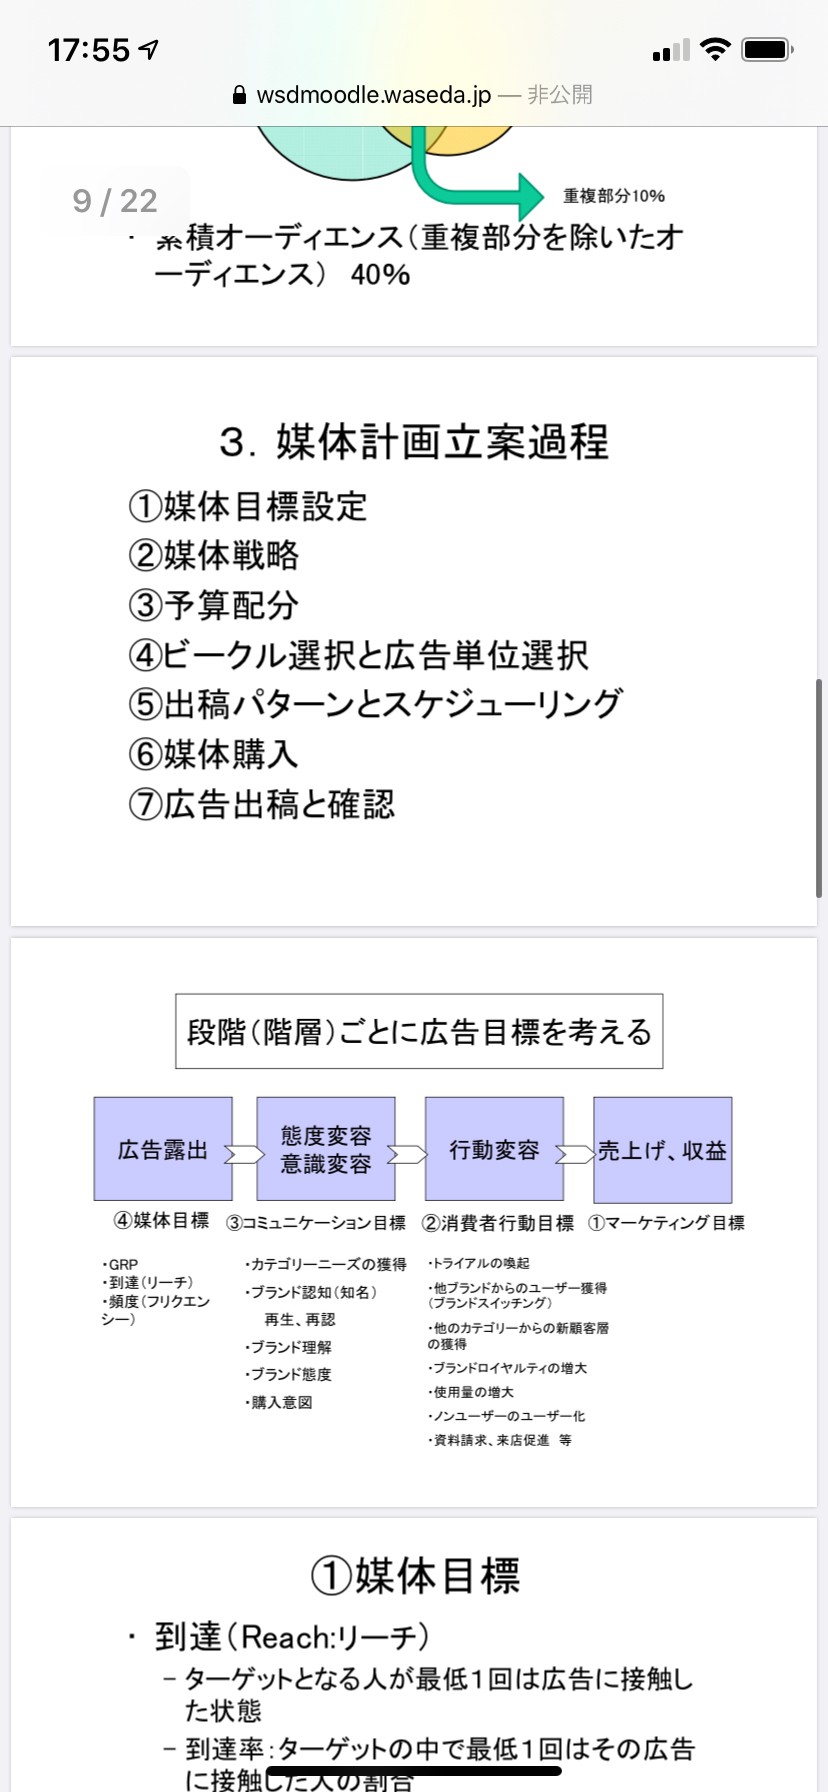 17:55
wsdmoodle.waseda.jp — 非公開
9 / 22
重複部分10%
・ 累積オーディエンス（重複部分を除いたオ
ーディエンス） 40%
３．媒体計画立案過程
①媒体目標設定
②媒体戦略
③予算配分
④ビークル選択と広告単位選択
⑤出稿パターンとスケジューリング
⑥媒体購入
⑦広告出稿と確認
段階（階層）ごとに広告目標を考える
広告露出
態度変容
意識変容
行動変容
売上げ、収益
④媒体目標
③コミュニケーション目標
②消費者行動目標
①マーケティング目標
・GRP
・到達（リーチ）
・頻度（フリクエン
シー）
・カテゴリーニーズの獲得
・ブランド認知（知名）
再生、再認
・ブランド理解
・ブランド態度
・購入意図
・トライアルの喚起
・他ブランドからのユーザー獲得
（ブランドスイッチング）
・他のカテゴリーからの新顧客層
の獲得
・ブランドロイヤルティの増大
・使用量の増大
・ノンユーザーのユーザー化
・資料請求、来店促進 等
①媒体目標
・ 到達（Reach:リーチ）
– ターゲットとなる人が最低１回は広告に接触し
た状態
– 到達率：ターゲットの中で最低１回はその広告
に接触した人の割合